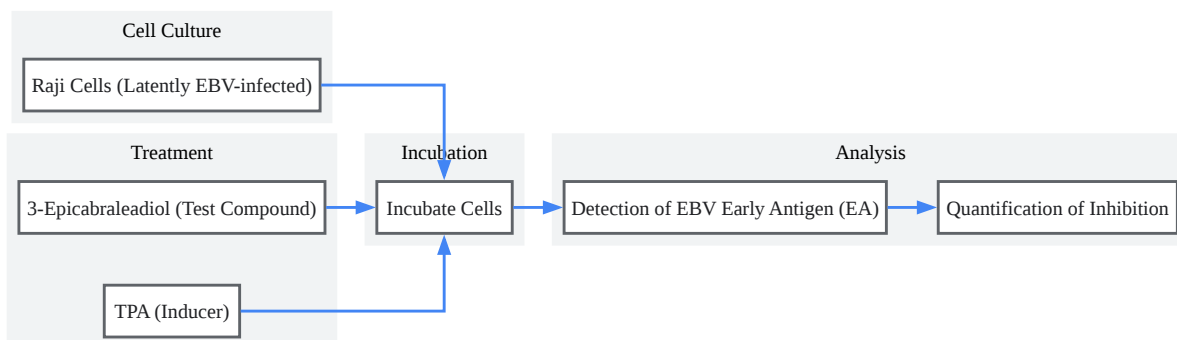 Cell Culture
Raji Cells (Latently EBV-infected)
Treatment
3-Epicabraleadiol (Test Compound)
TPA (Inducer)
Incubation
Incubate Cells
Analysis
Detection of EBV Early Antigen (EA)
Quantification of Inhibition